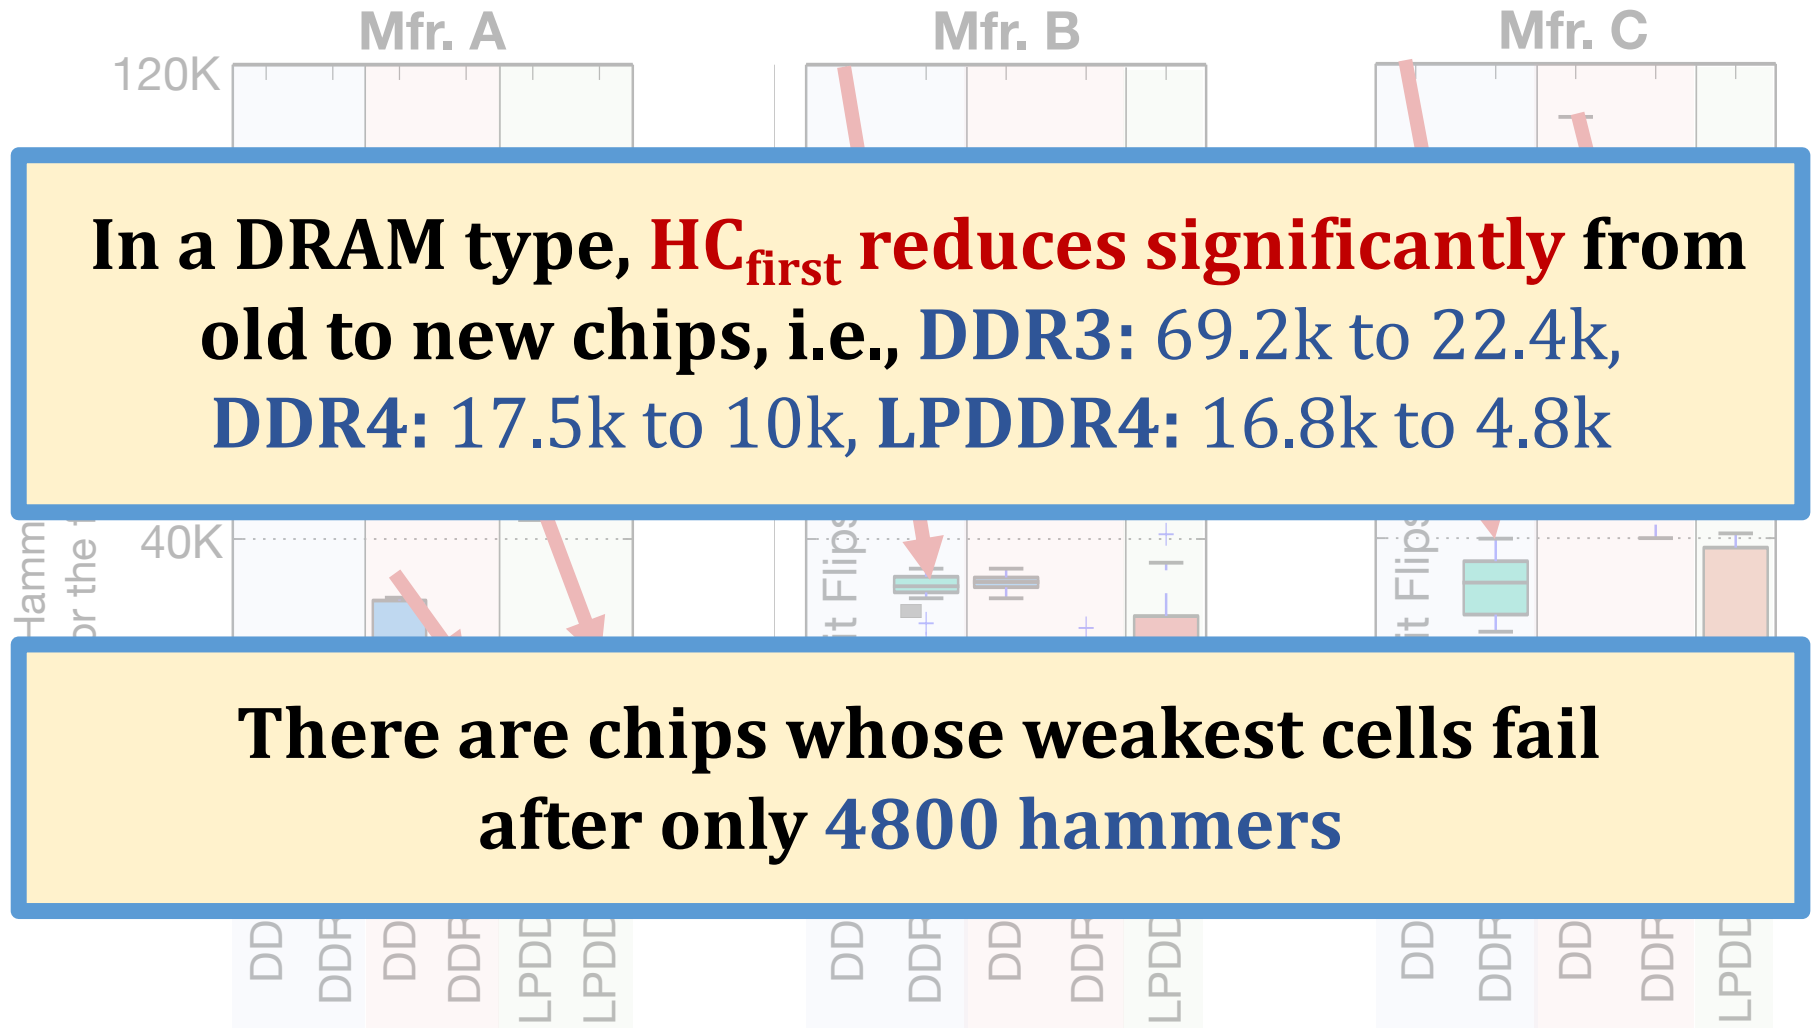 Mfr. A
Mfr. B
Mfr. C
120K
In a DRAM type, HCfirst reduces significantly from
old to new chips, i.e., DDR3: 69.2k to 22.4k,
DDR4: 17.5k to 10k, LPDDR4: 16.8k to 4.8k
40K
There are chips whose weakest cells fail
after only 4800 hammers